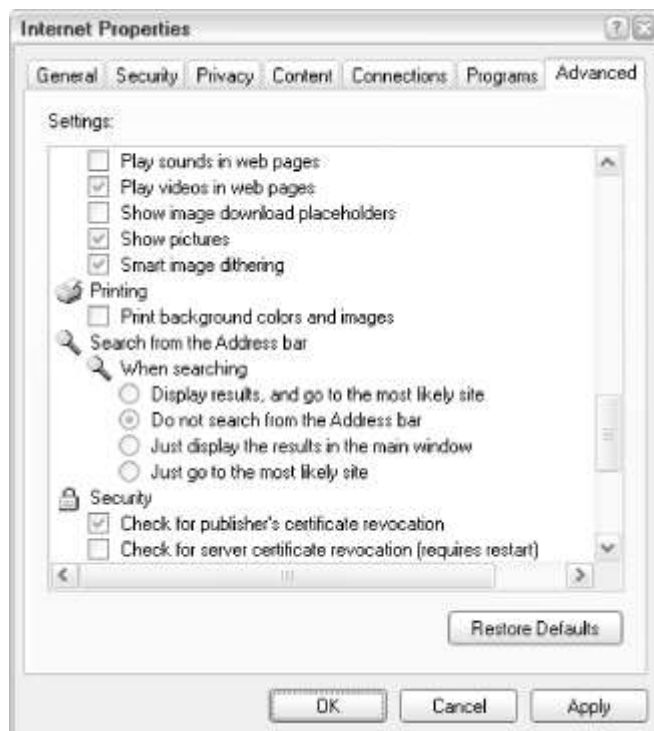 Internet Properties
General Security Privacy Content Connections Programs Advanced
Settings:
Play sounds in web pages
Play videos in web pages
Show image download placeholders
Show pictures
Smart image dithering
Printing
Print background colors and images
Search from the Address bar
When searching
Display results, and go to the most likely site
Do not search from the Address bar
Just display the results in the main window
Just go to the most likely site
Security
Check for publisher's certificate revocation
Check for server certificate revocation (requires restart)
Restore Defaults
OK Cancel Apply